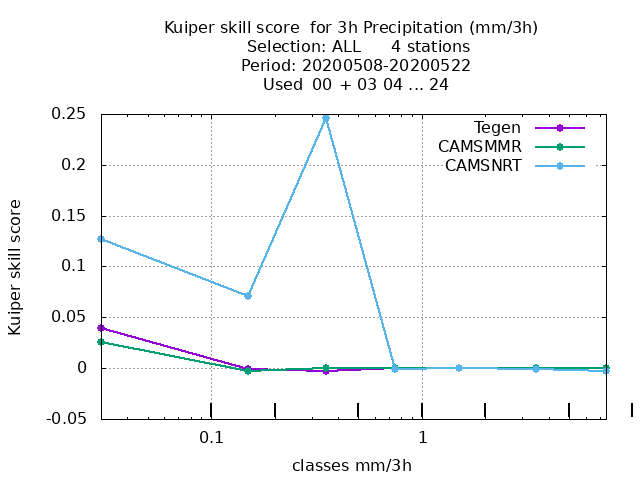 Kuiper skill score  for 3h Precipitation (mm/3h)
Selection: ALL      4 stations
Period: 20200508-20200522
Used  00 + 03 04 ... 24
Tegen
CAMSMMR
CAMSNRT
0.25
0.2
0.15
0.1
0.05
0
-0.05
Kuiper skill score
0.1
1
classes mm/3h